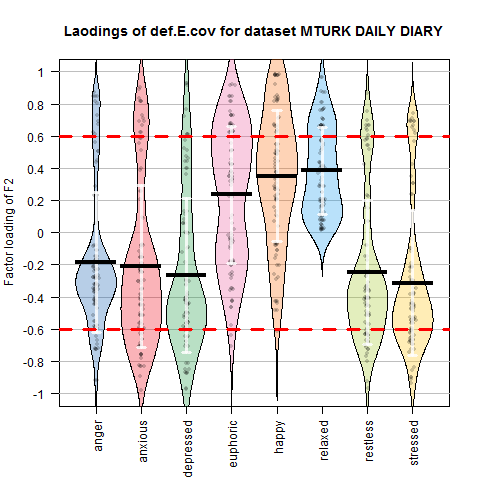 Laodings of def.E.cov for dataset MTURK DAILY DIARY
Factor loading of F2
1
0.8
0.6
0.4
0.2
0
-0.2
-0.4
-0.6
-0.8
-1
anger
anxious
depressed
euphoric
happy
relaxed
restless
stressed